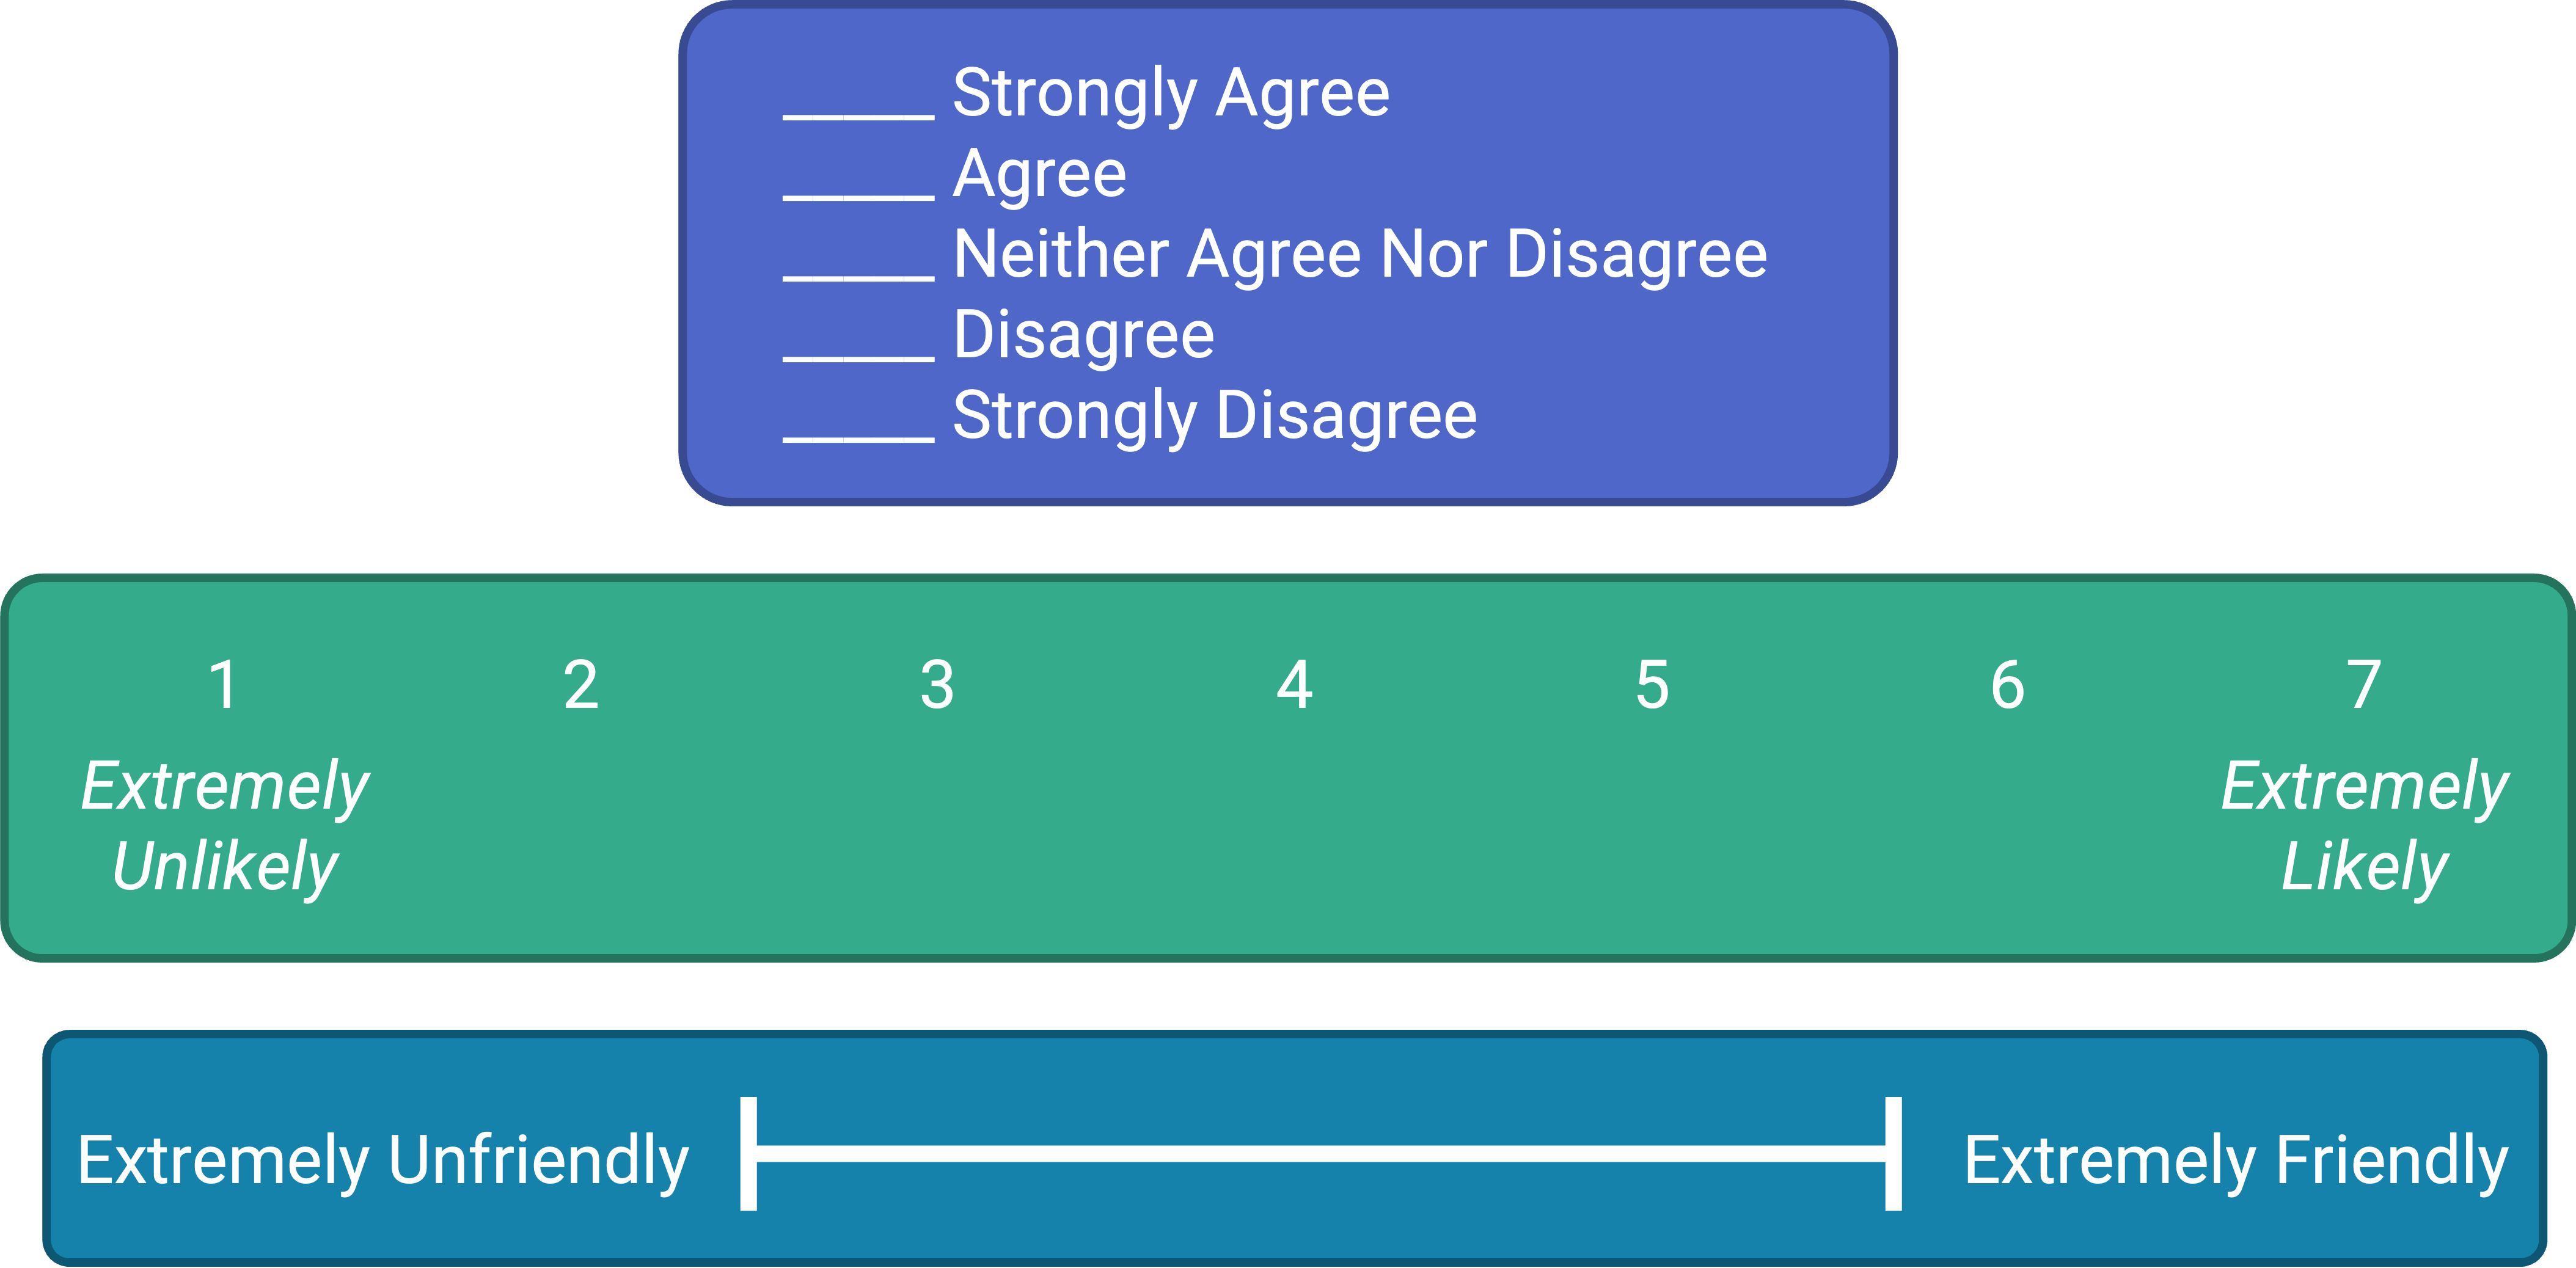 _____ Strongly Agree
_____ Agree
_____ Neither Agree Nor Disagree
_____ Disagree
_____ Strongly Disagree
1 2 3 4 5 6 7
Extremely Extremely
Unlikely Likely
Extremely Unfriendly Extremely Friendly